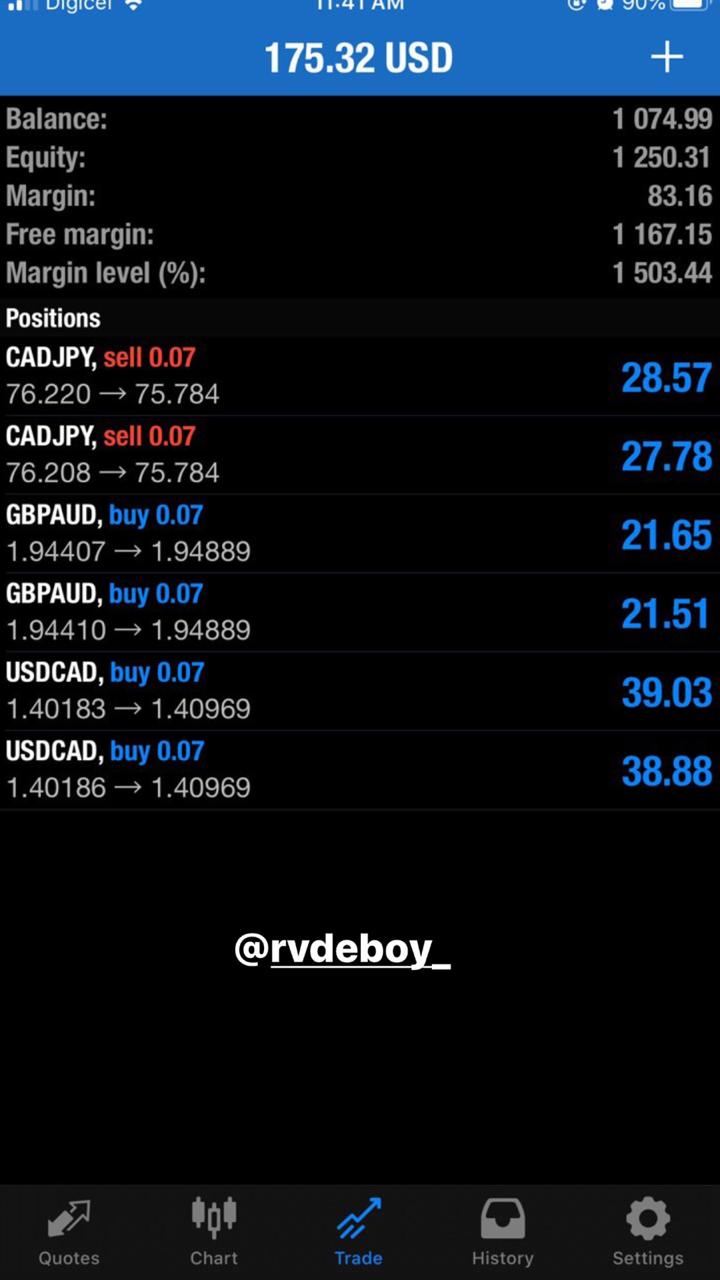 Digicel 11:41 AM 90%
175.32 USD +
Balance: 1 074.99
Equity: 1 250.31
Margin: 83.16
Free margin: 1 167.15
Margin level (%): 1 503.44
Positions
CADJPY, sell 0.07 28.57
76.220 → 75.784
CADJPY, sell 0.07 27.78
76.208 → 75.784
GBPAUD, buy 0.07 21.65
1.94407 → 1.94889
GBPAUD, buy 0.07 21.51
1.94410 → 1.94889
USDCAD, buy 0.07 39.03
1.40183 → 1.40969
USDCAD, buy 0.07 38.88
1.40186 → 1.40969
@rvdeboy_
Quotes Chart Trade History Settings